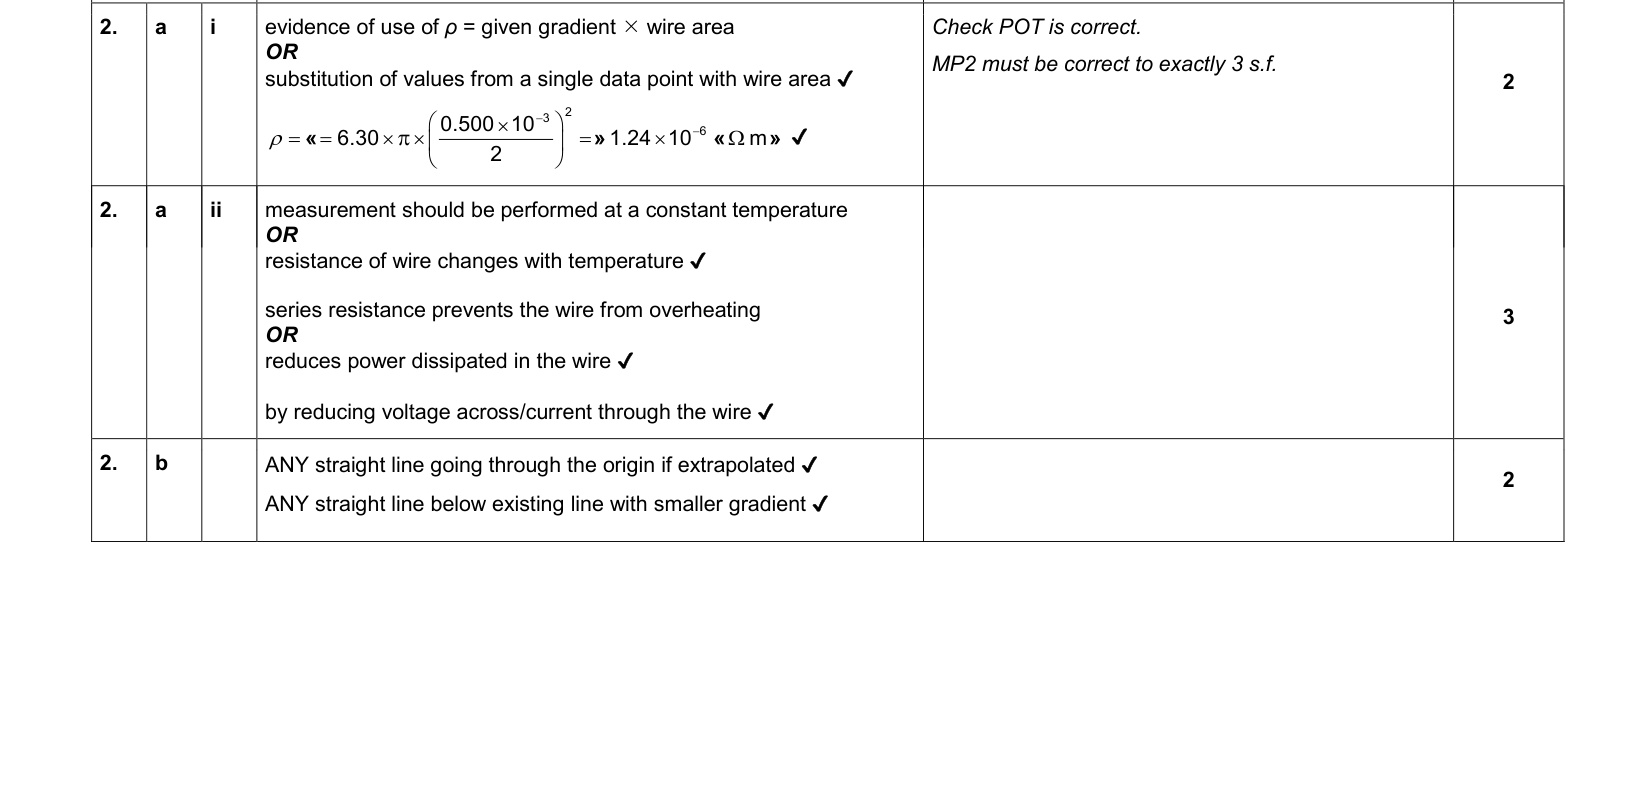 2. a i evidence of use of ρ = given gradient × wire area Check POT is correct.
OR
MP2 must be correct to exactly 3 s.f.
substitution of values from a single data point with wire area ✓ 2
ρ = «= 6.30 × π × (0.500 × 10⁻³ / 2)² =» 1.24 × 10⁻⁶ «Ω m» ✓
2. a ii measurement should be performed at a constant temperature
OR
resistance of wire changes with temperature ✓
series resistance prevents the wire from overheating 3
OR
reduces power dissipated in the wire ✓
by reducing voltage across/current through the wire ✓
2. b ANY straight line going through the origin if extrapolated ✓ 2
ANY straight line below existing line with smaller gradient ✓